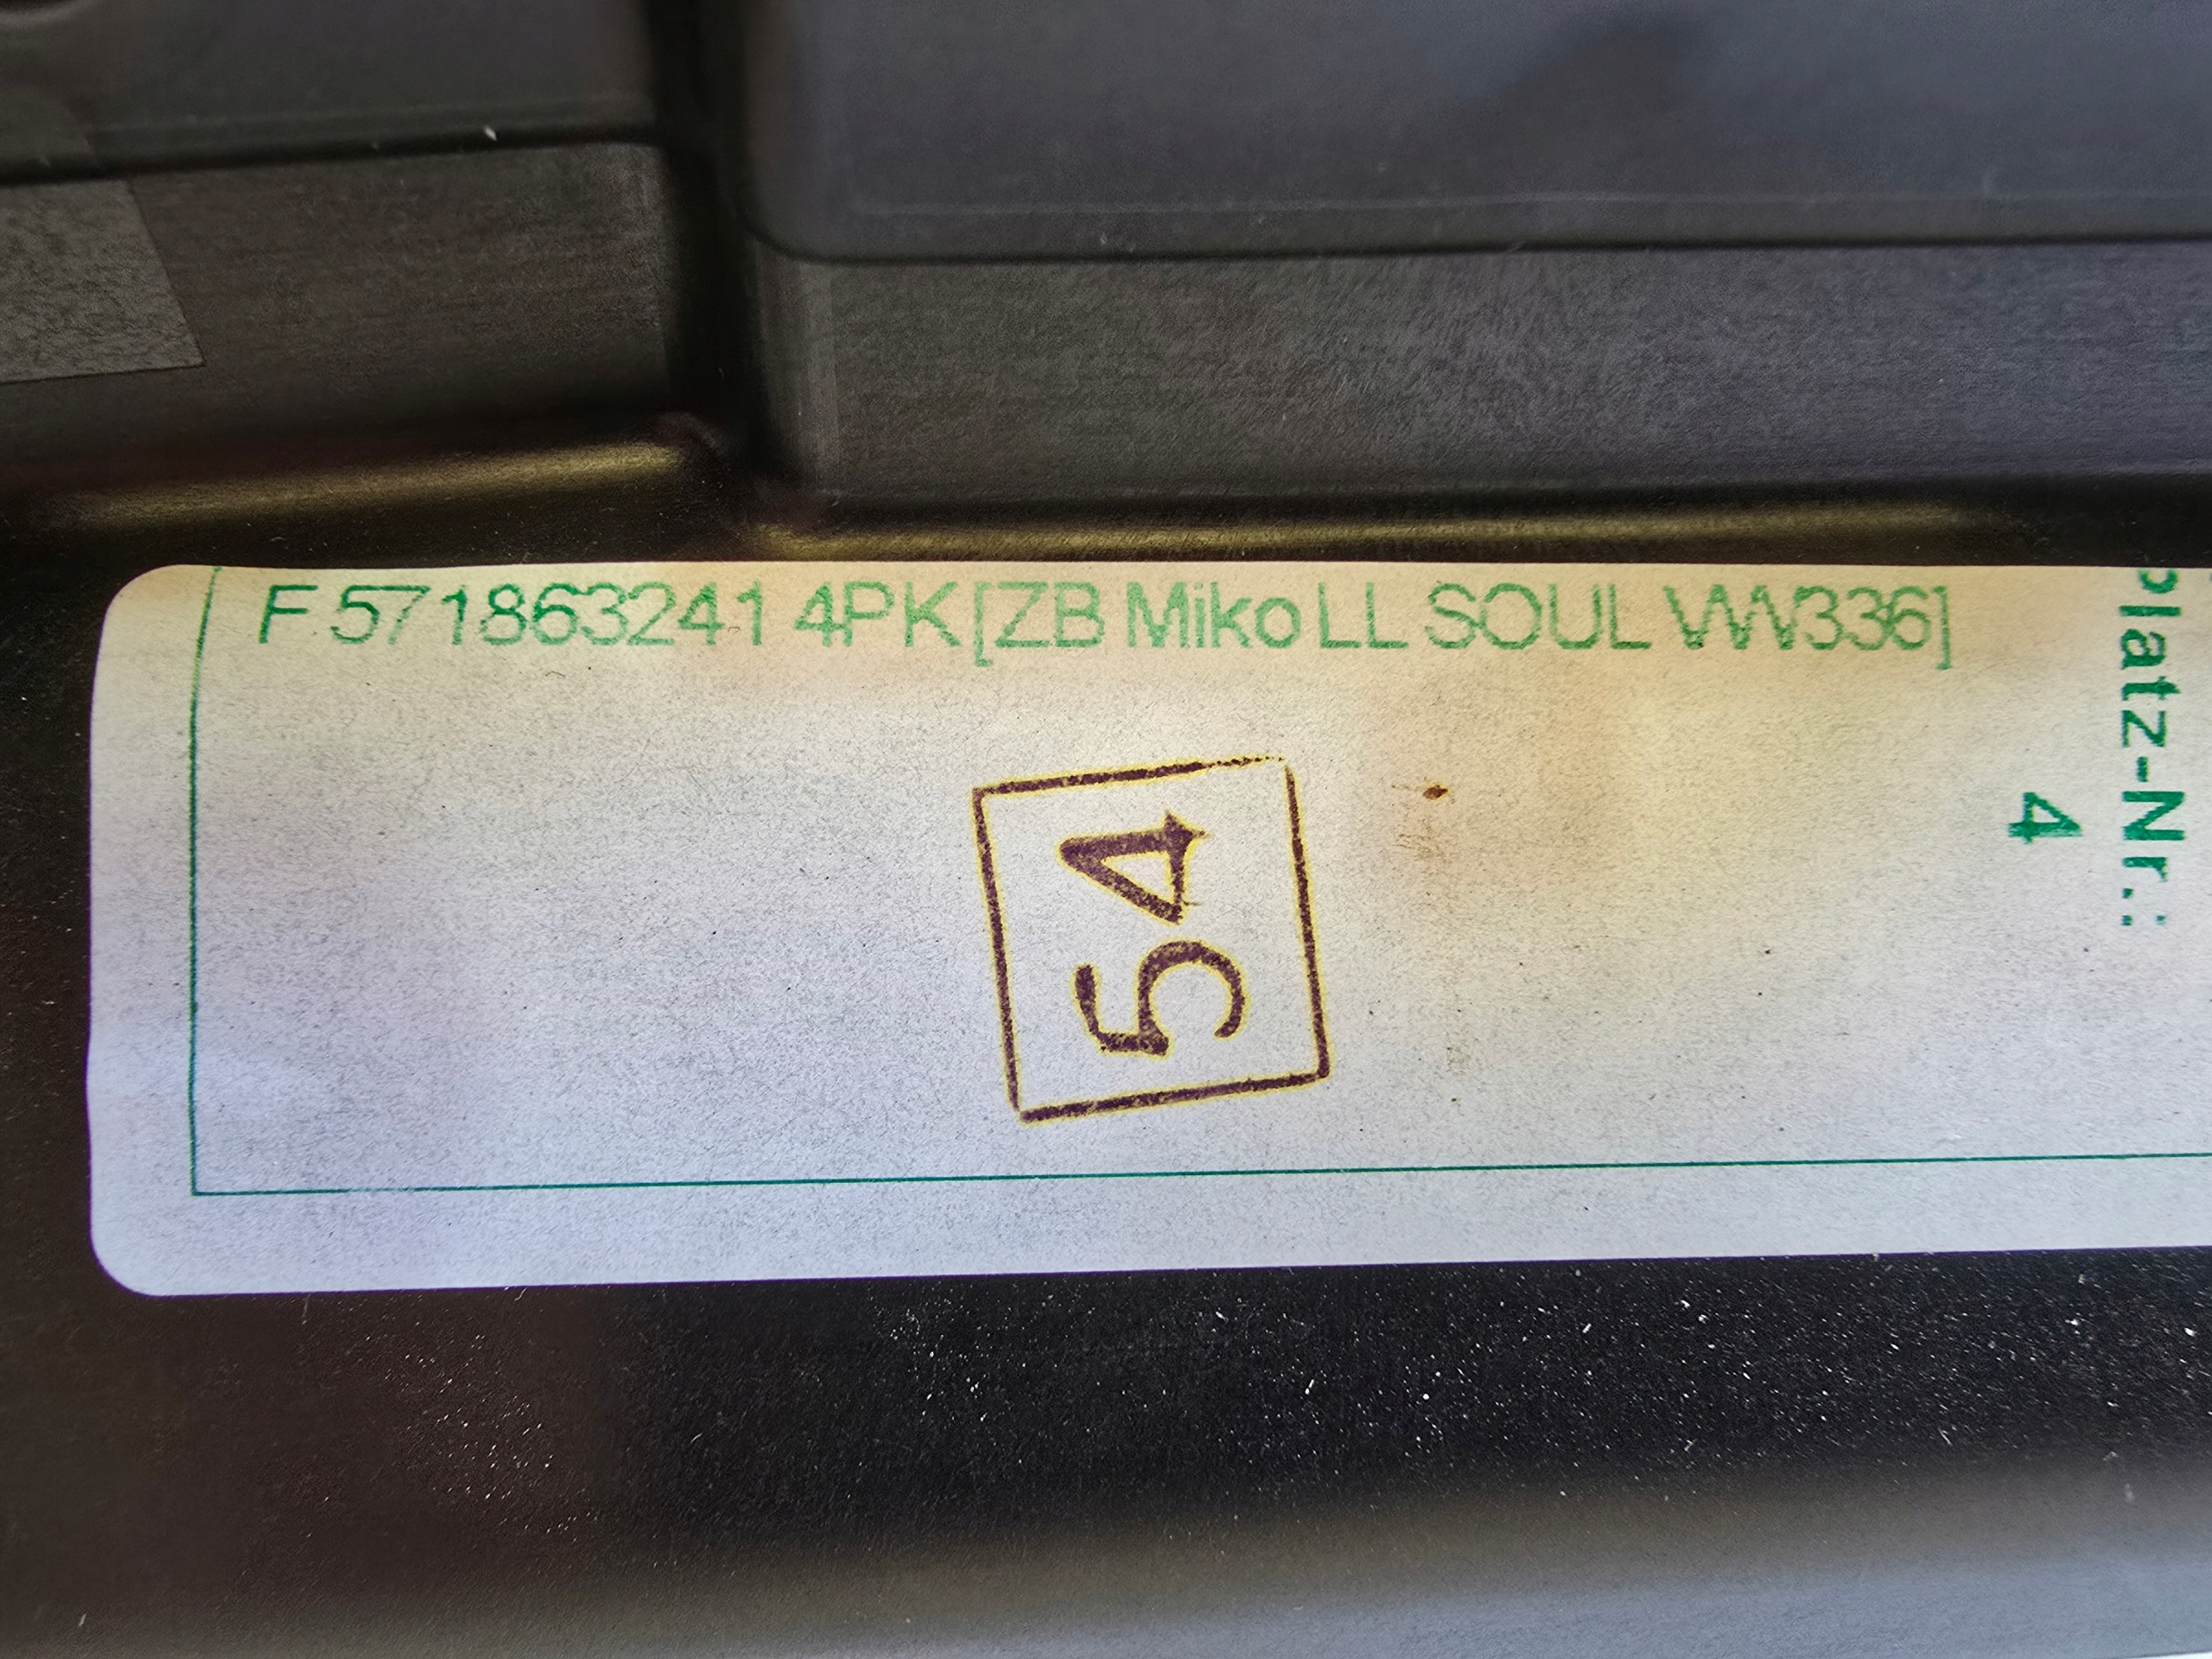 F 571863241 4PK [ZB Miko LL SOUL VW336]
54
platz-Nr.:
4